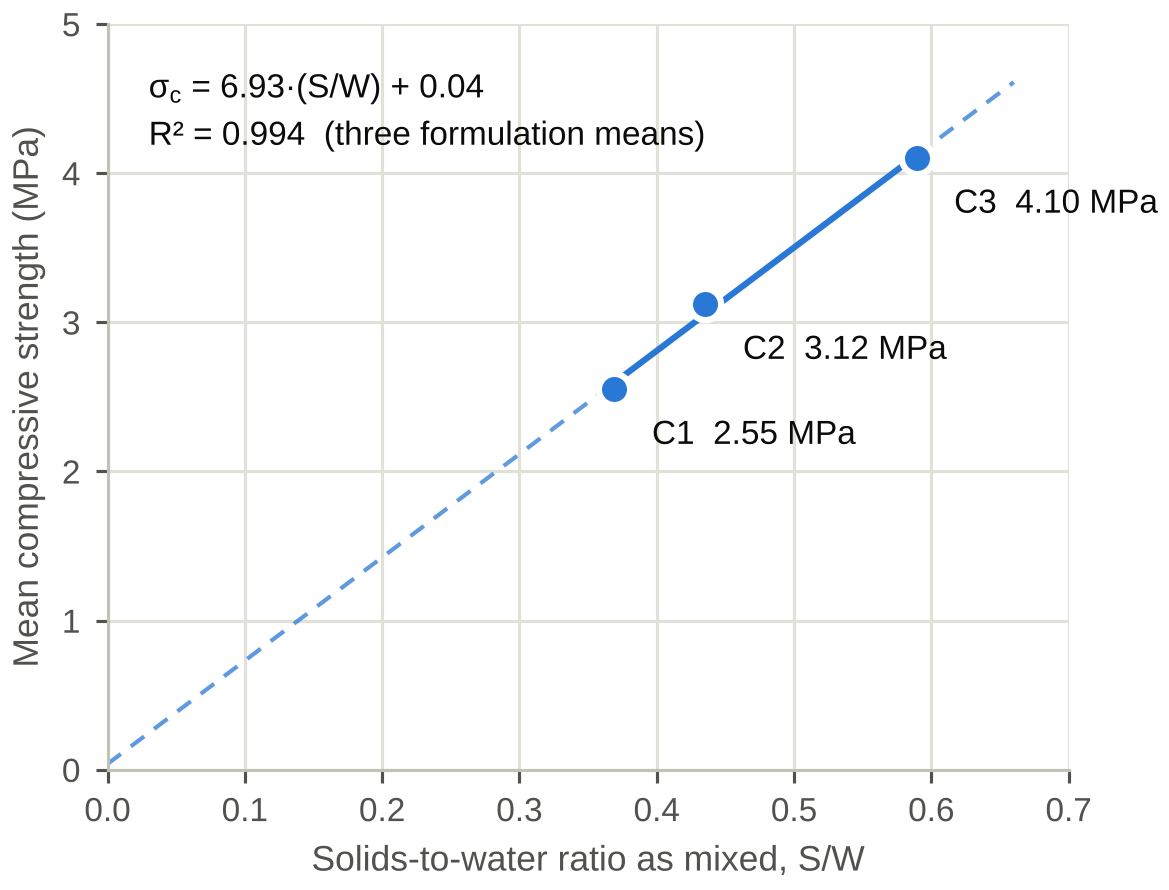 5
σc = 6.93·(S/W) + 0.04
R² = 0.994 (three formulation means)
4
C3 4.10 MPa
3
C2 3.12 MPa
C1 2.55 MPa
2
1
0
Mean compressive strength (MPa)
0.0 0.1 0.2 0.3 0.4 0.5 0.6 0.7
Solids-to-water ratio as mixed, S/W